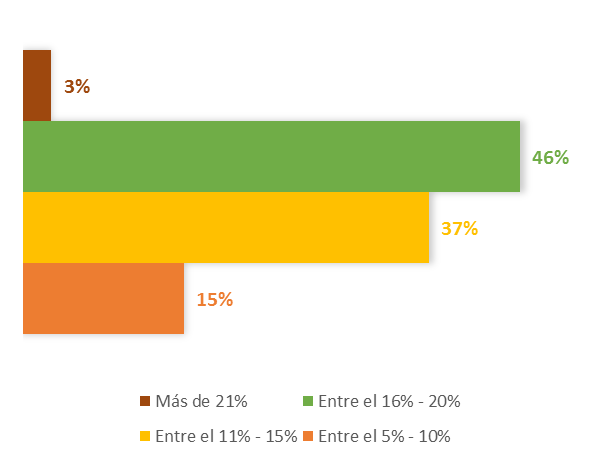 3%
46%
37%
15%
Más de 21% Entre el 16% - 20%
Entre el 11% - 15% Entre el 5% - 10%